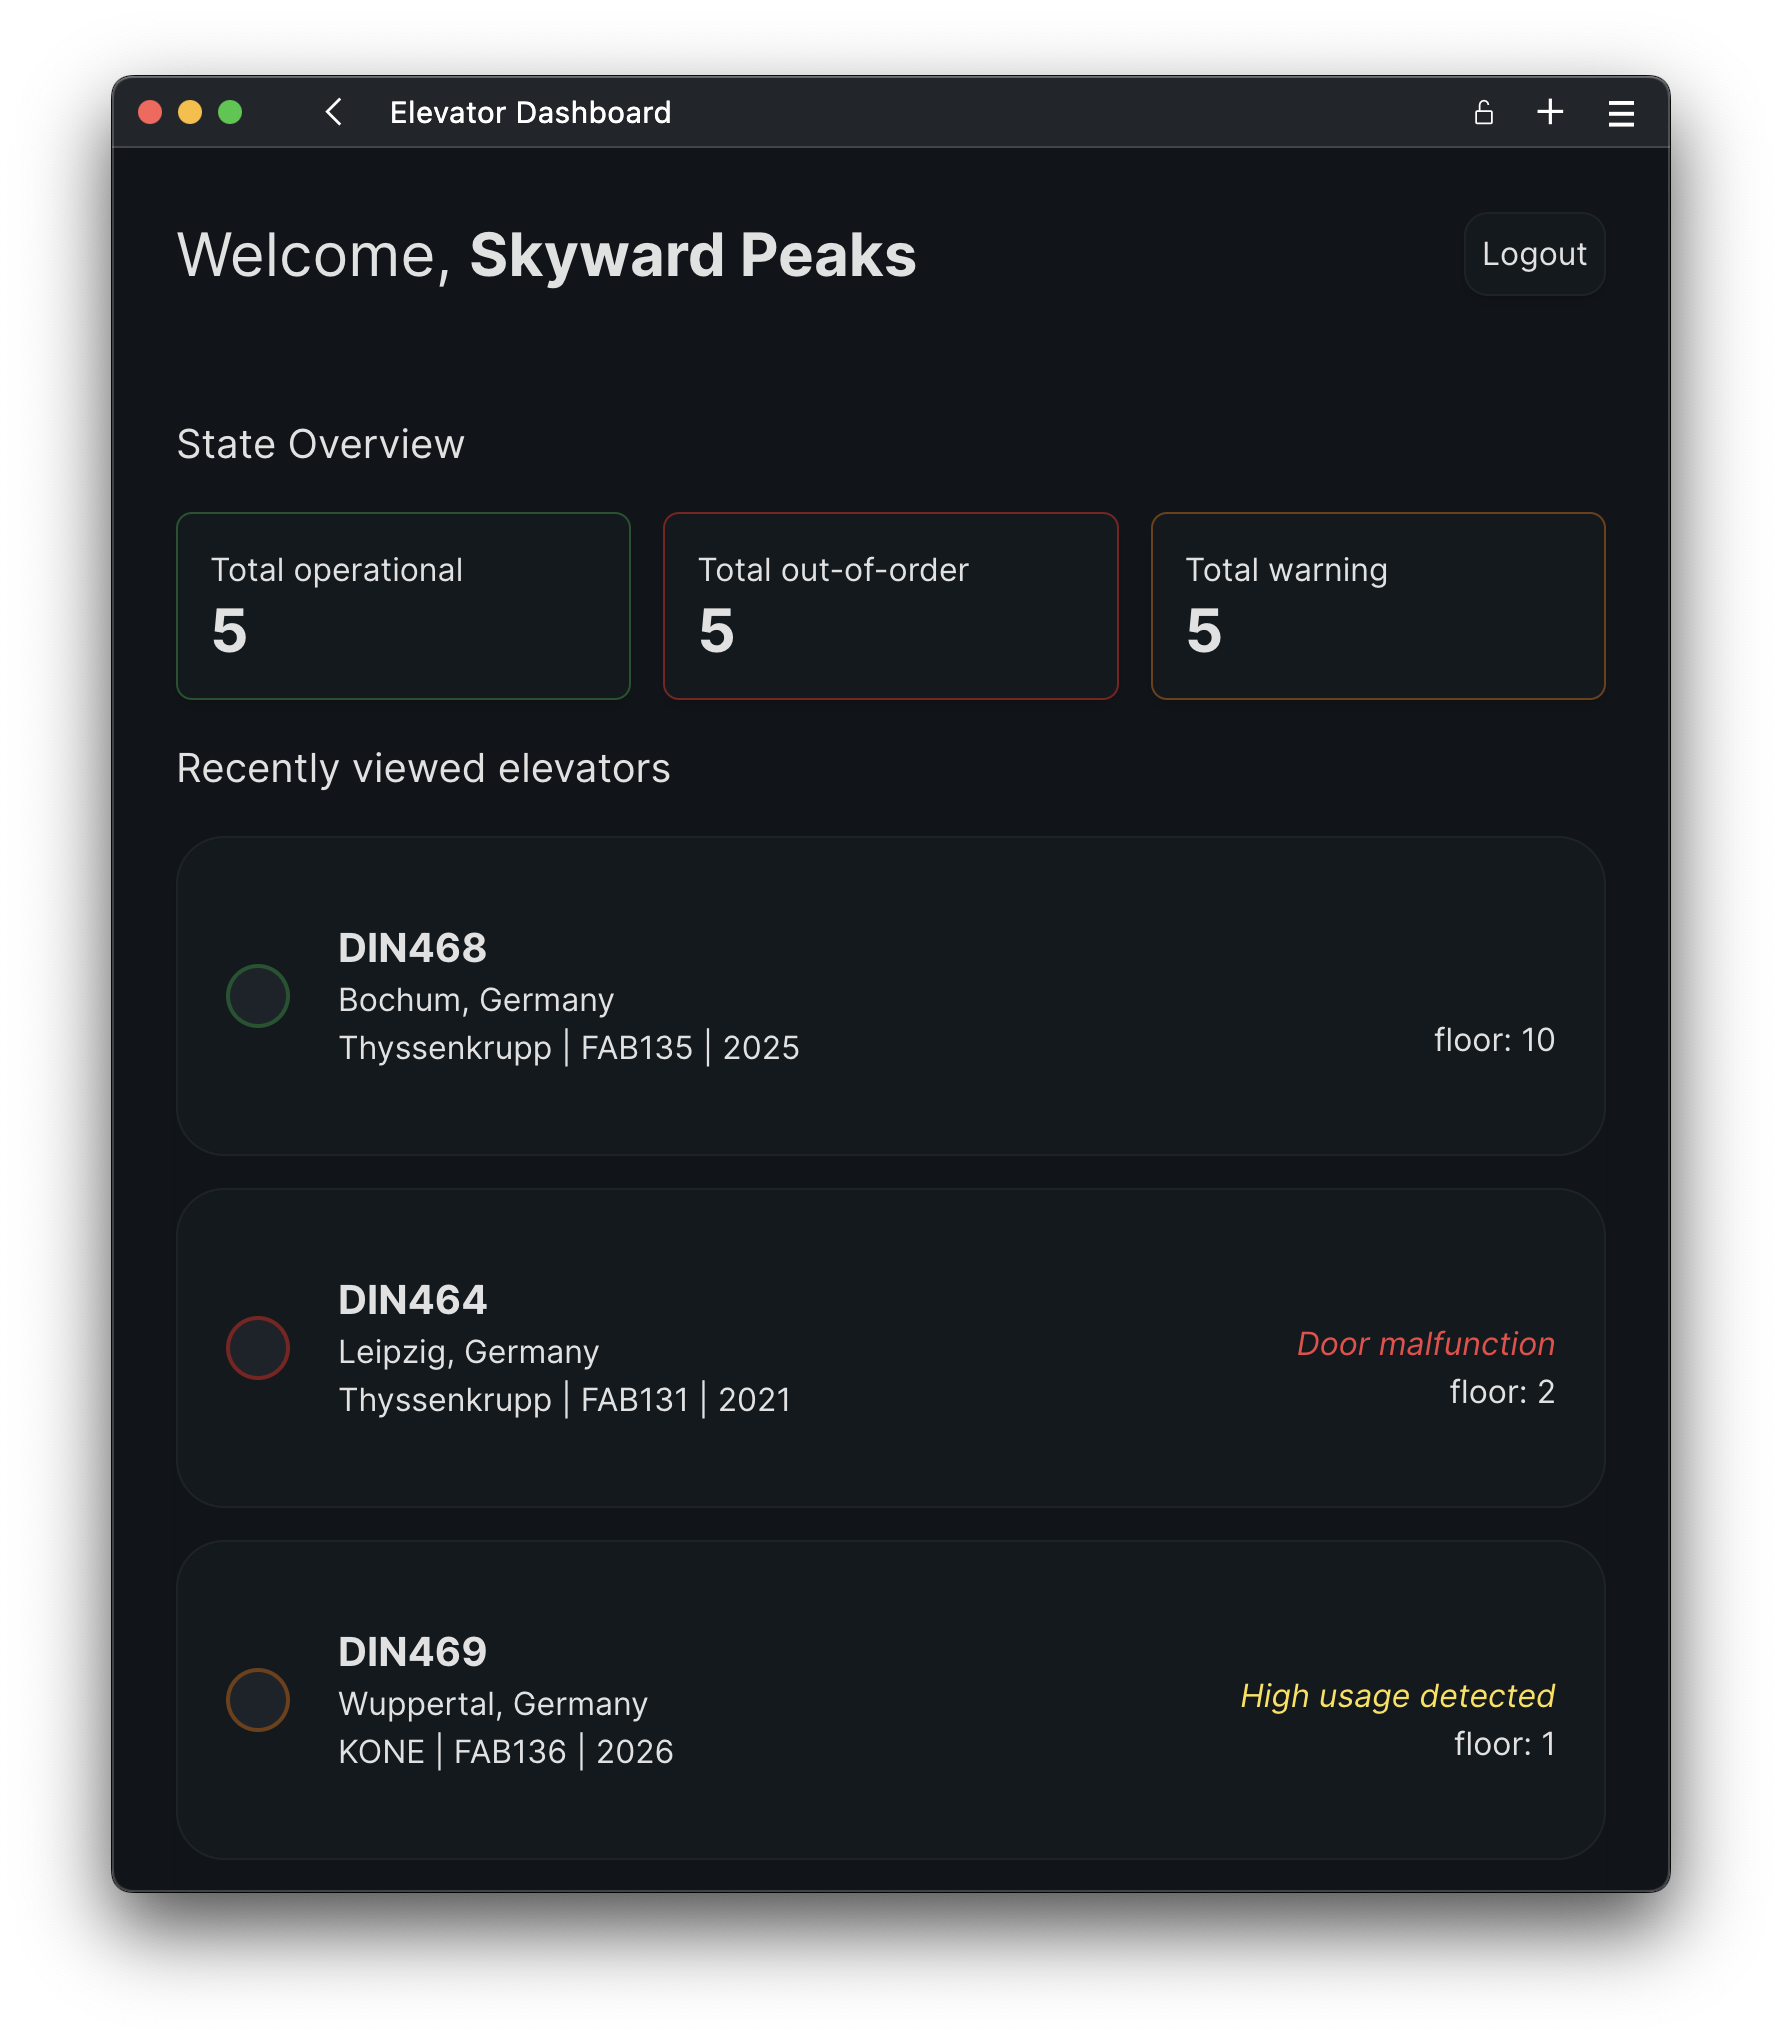 Elevator Dashboard
Welcome, Skyward Peaks
Logout
State Overview
Total operational
5
Total out-of-order
5
Total warning
5
Recently viewed elevators
DIN468
Bochum, Germany
Thyssenkrupp | FAB135 | 2025
floor: 10
DIN464
Leipzig, Germany
Thyssenkrupp | FAB131 | 2021
Door malfunction
floor: 2
DIN469
Wuppertal, Germany
KONE | FAB136 | 2026
High usage detected
floor: 1